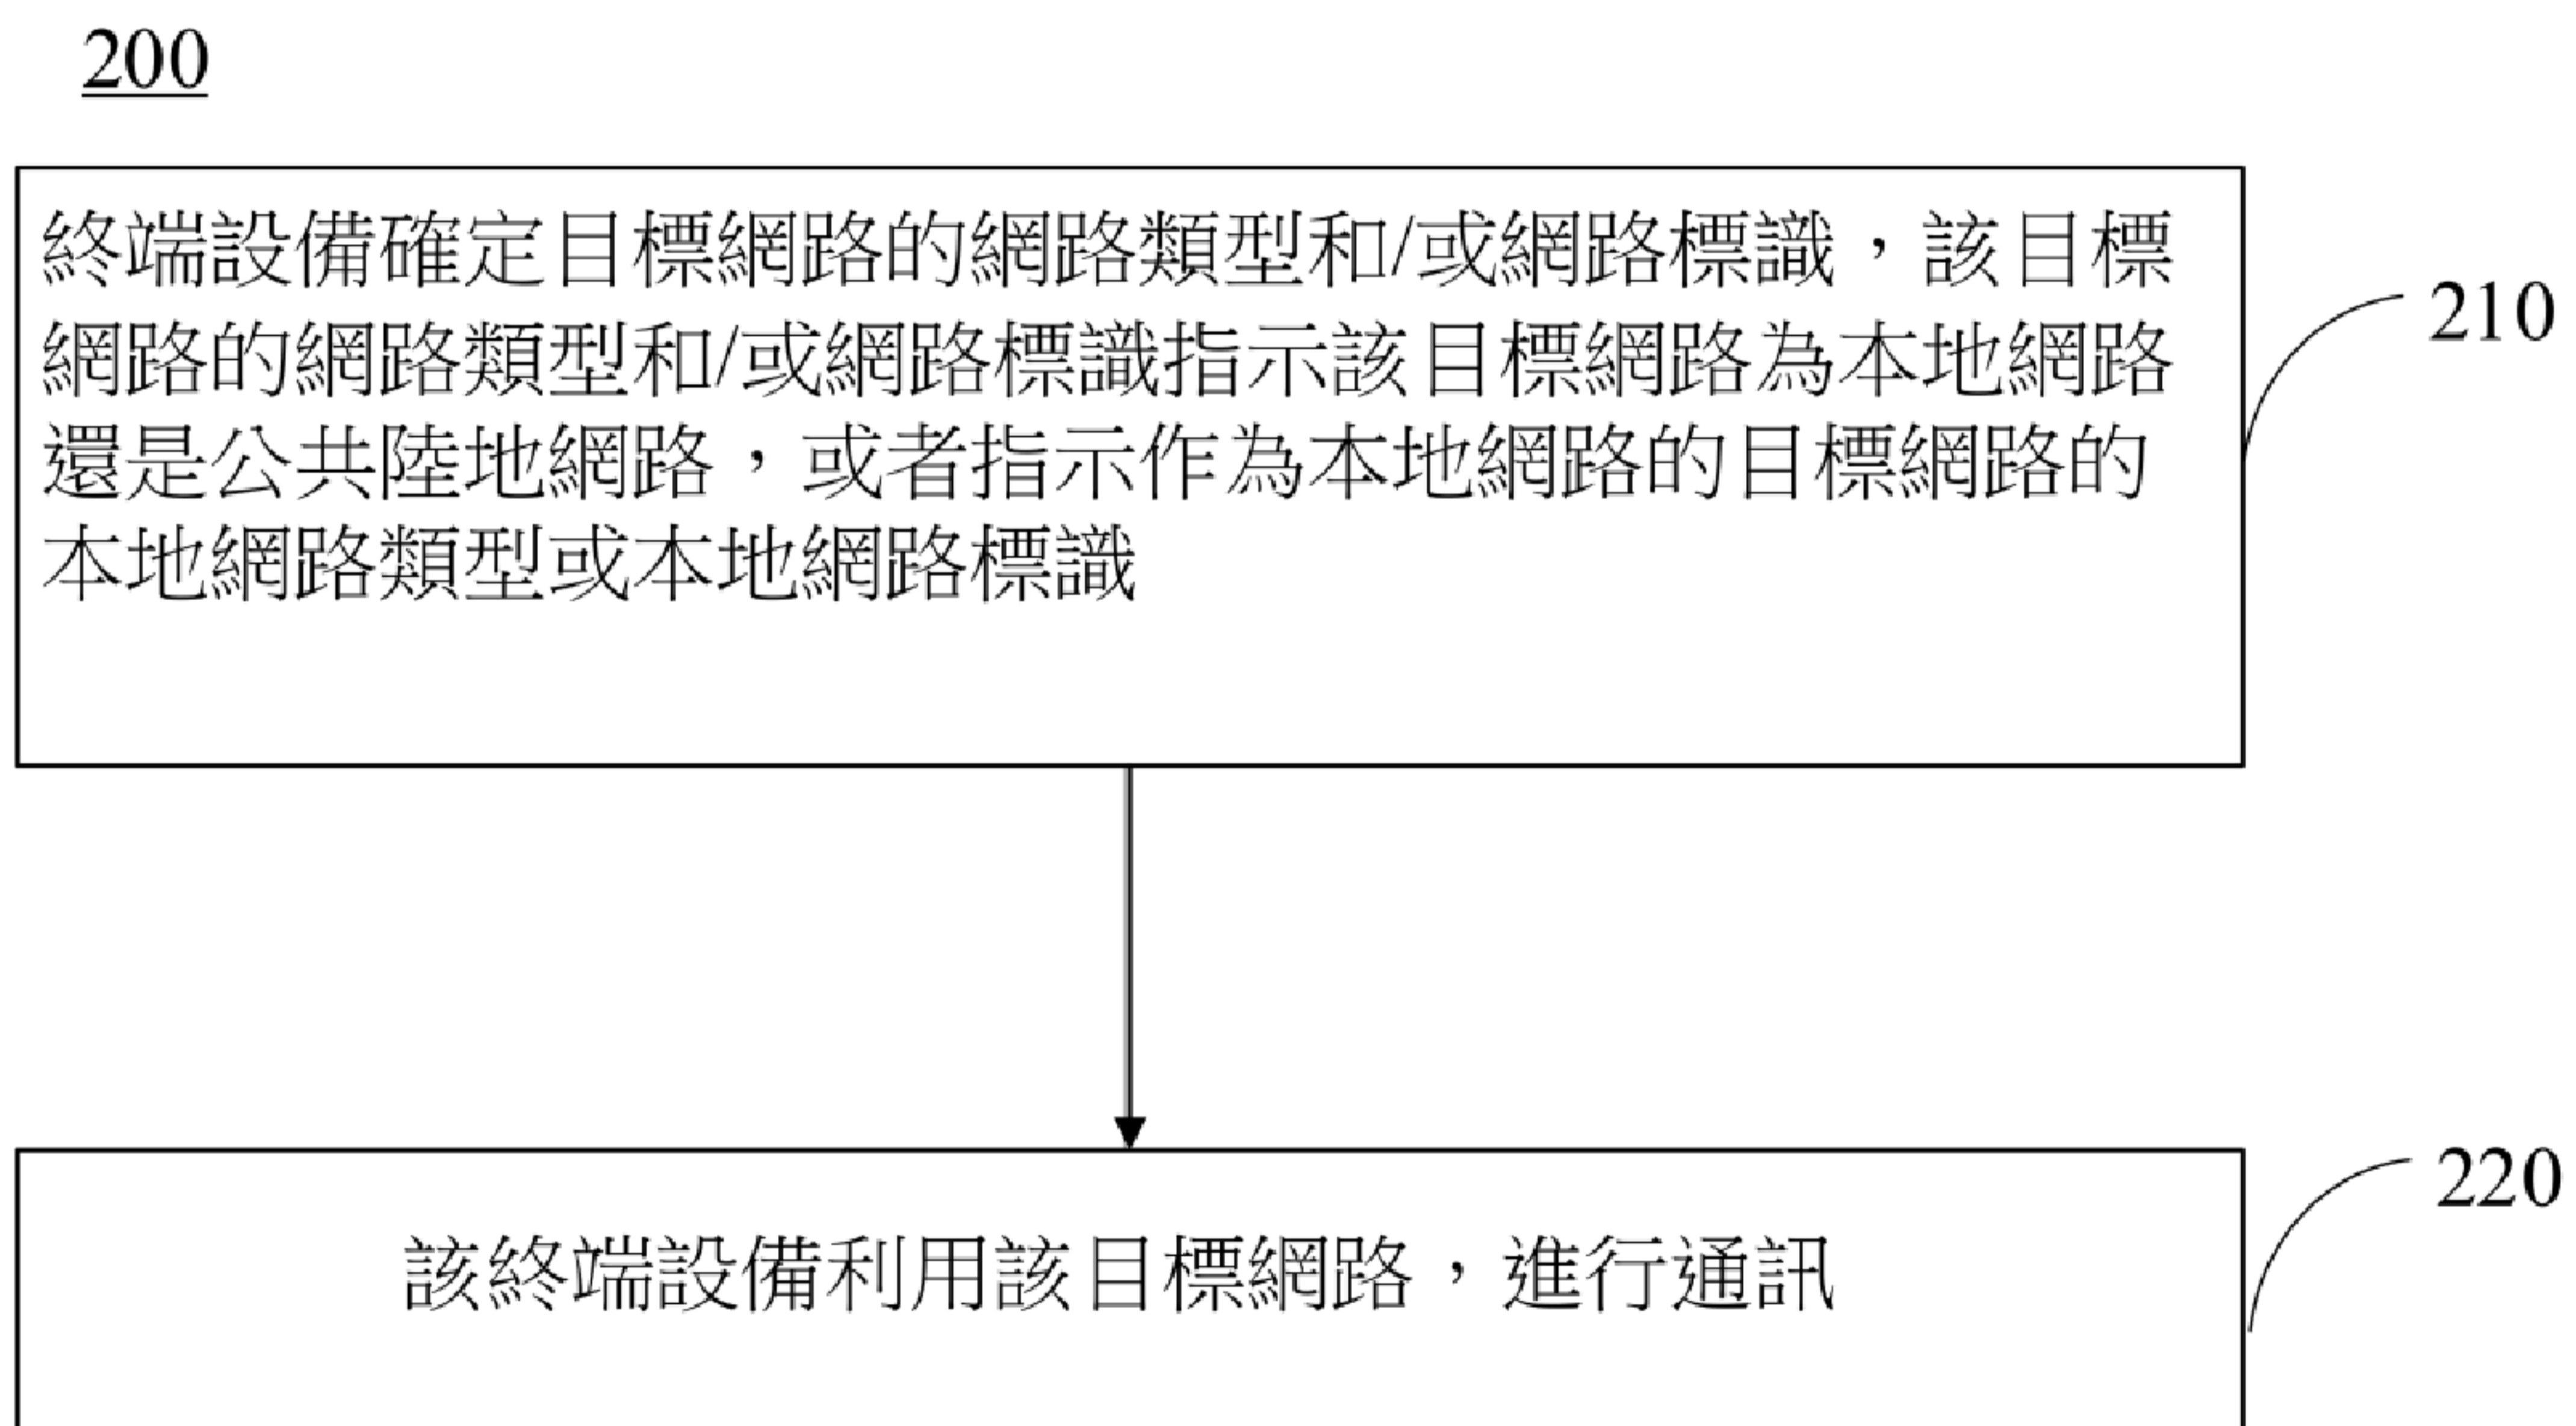 200
終端設備確定目標網路的網路類型和/或網路標識，該目標
網路的網路類型和/或網路標識指示該目標網路為本地網路
還是公共陸地網路，或者指示作為本地網路的目標網路的
本地網路類型或本地網路標識
210
該終端設備利用該目標網路，進行通訊
220